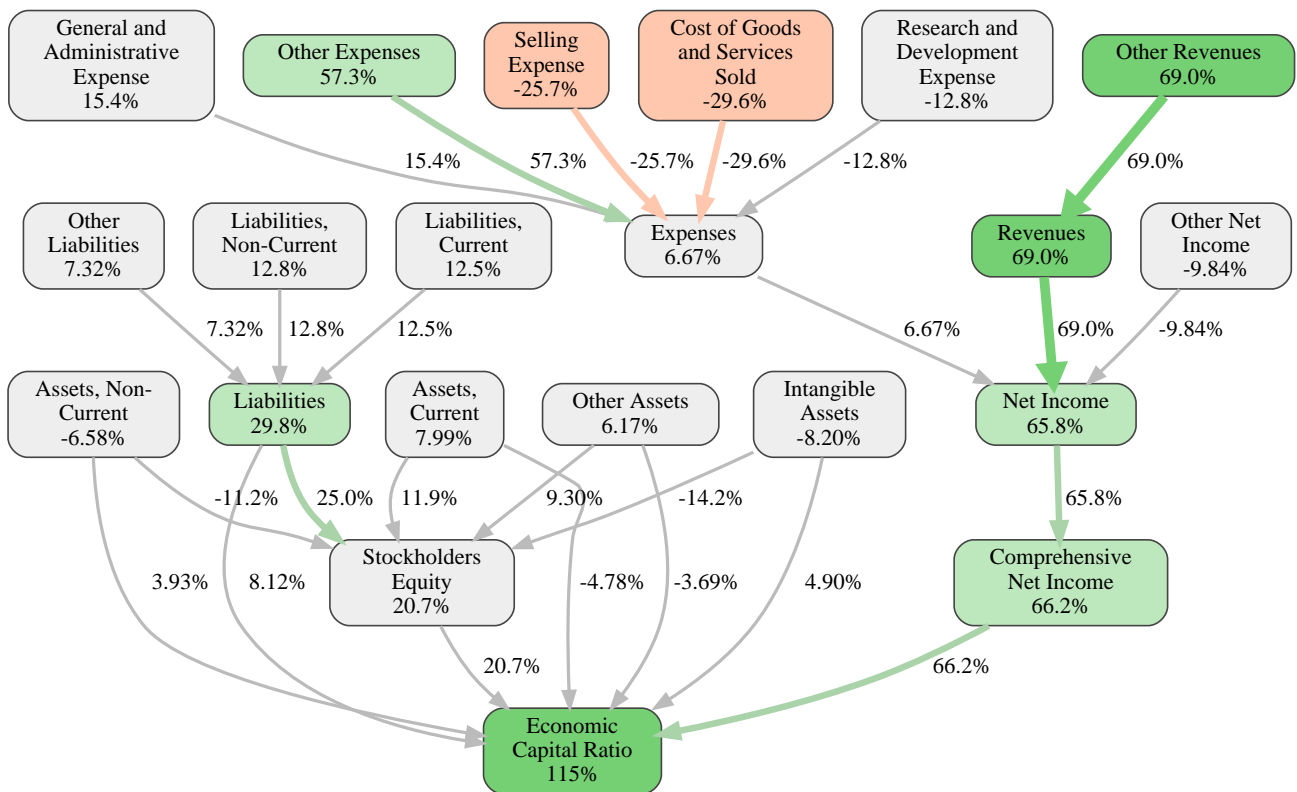 General and
Administrative
Expense
15.4%
Other Expenses
57.3%
Selling
Expense
-25.7%
Cost of Goods
and Services
Sold
-29.6%
Research and
Development
Expense
-12.8%
Other Revenues
69.0%
15.4%
57.3%
-25.7%
-29.6%
-12.8%
69.0%
Other
Liabilities
7.32%
Liabilities,
Non-Current
12.8%
Liabilities,
Current
12.5%
Expenses
6.67%
Revenues
69.0%
Other Net
Income
-9.84%
7.32%
12.8%
12.5%
6.67%
69.0%
-9.84%
Assets, Non-
Current
-6.58%
Liabilities
29.8%
Assets,
Current
7.99%
Other Assets
6.17%
Intangible
Assets
-8.20%
Net Income
65.8%
-11.2%
25.0%
11.9%
9.30%
-14.2%
65.8%
Stockholders
Equity
20.7%
Comprehensive
Net Income
66.2%
3.93%
8.12%
-4.78%
-3.69%
4.90%
20.7%
66.2%
Economic
Capital Ratio
115%